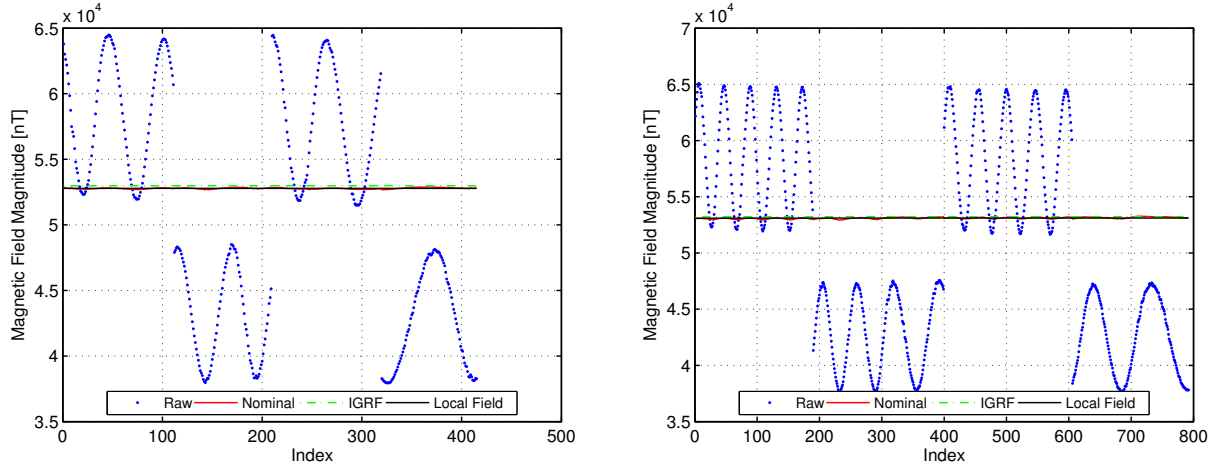 x 10^4
6.5
6
5.5
5
4.5
4
3.5
0 100 200 300 400 500
Magnetic Field Magnitude [nT]
Index
Raw Nominal IGRF Local Field
x 10^4
7
6.5
6
5.5
5
4.5
4
3.5
0 100 200 300 400 500 600 700 800
Magnetic Field Magnitude [nT]
Index
Raw Nominal IGRF Local Field